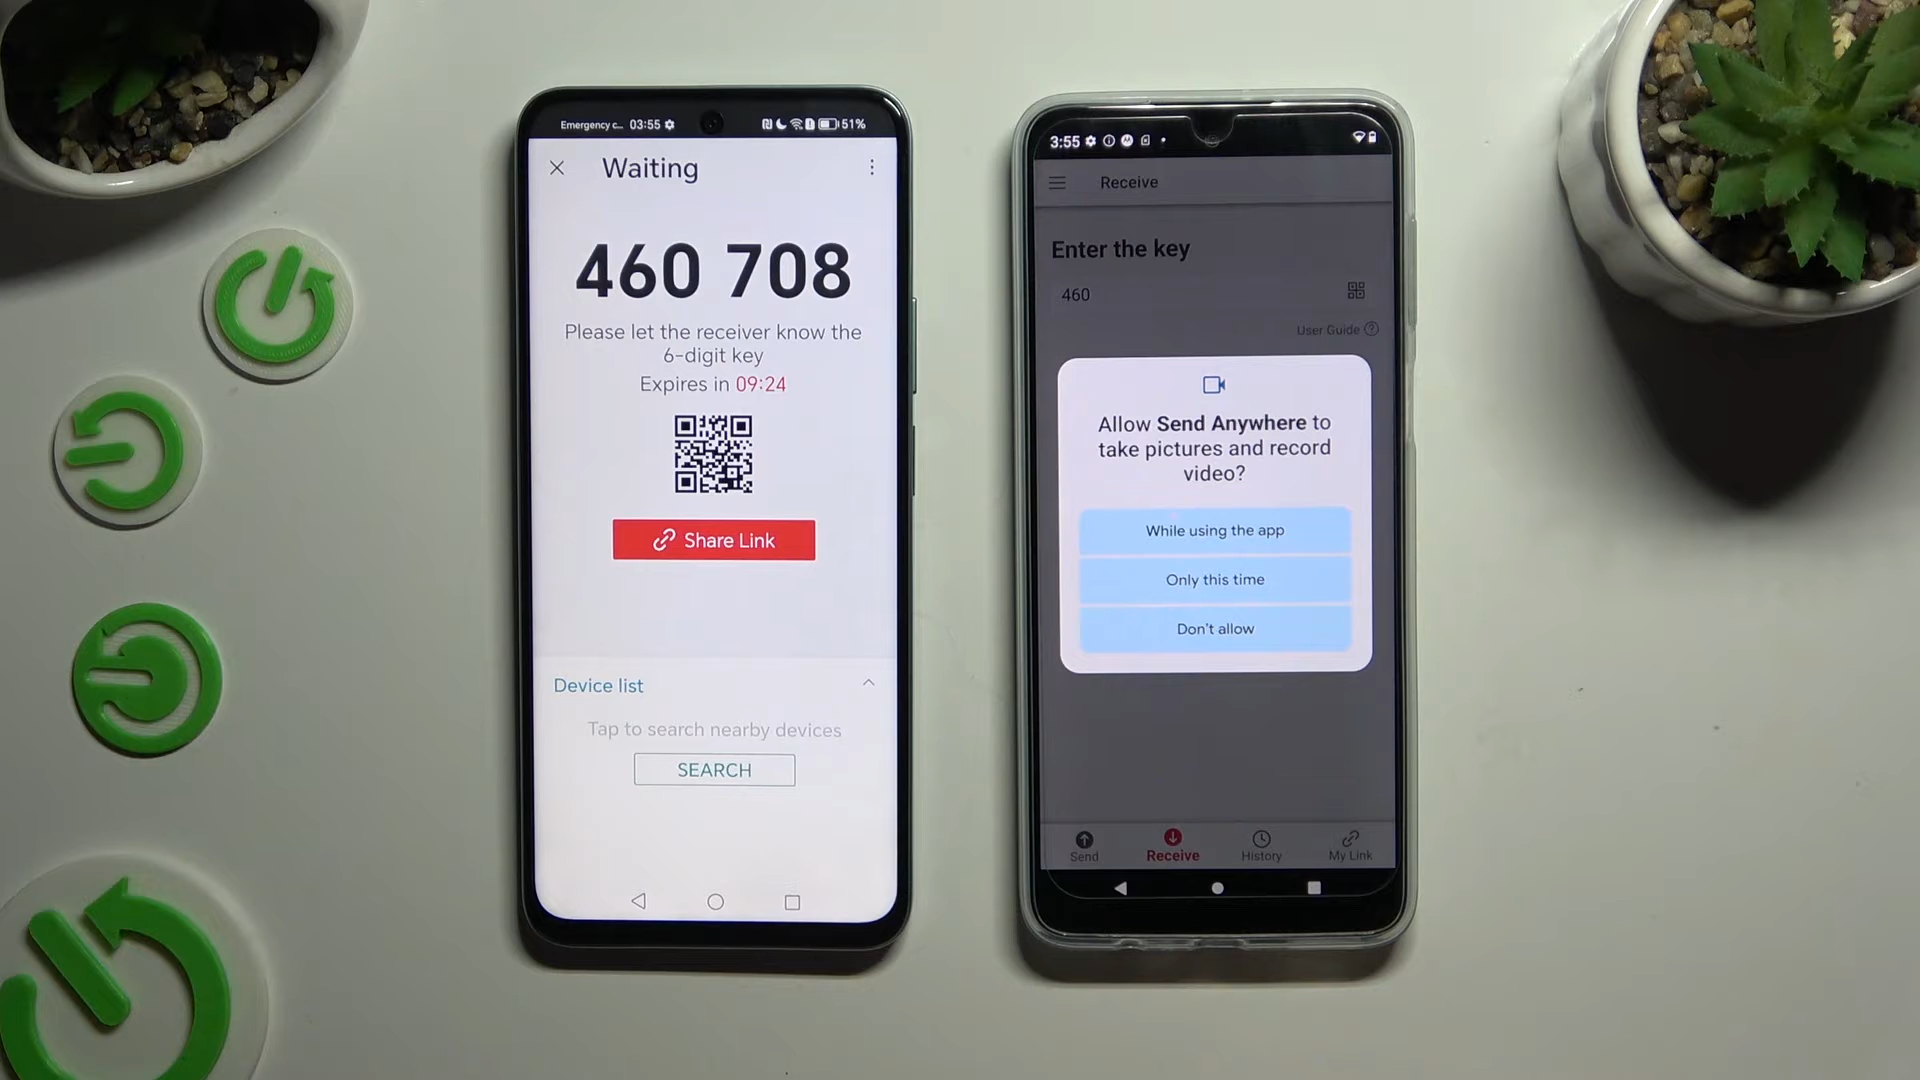 Emergency c... 03:55
51%
Waiting
460 708
Please let the receiver know the
6-digit key
Expires in 09:24
Share Link
Device list
Tap to search nearby devices
SEARCH
3:55
Receive
Enter the key
460
User Guide
Allow Send Anywhere to
take pictures and record
video?
While using the app
Only this time
Don't allow
Send
Receive
History
My Link